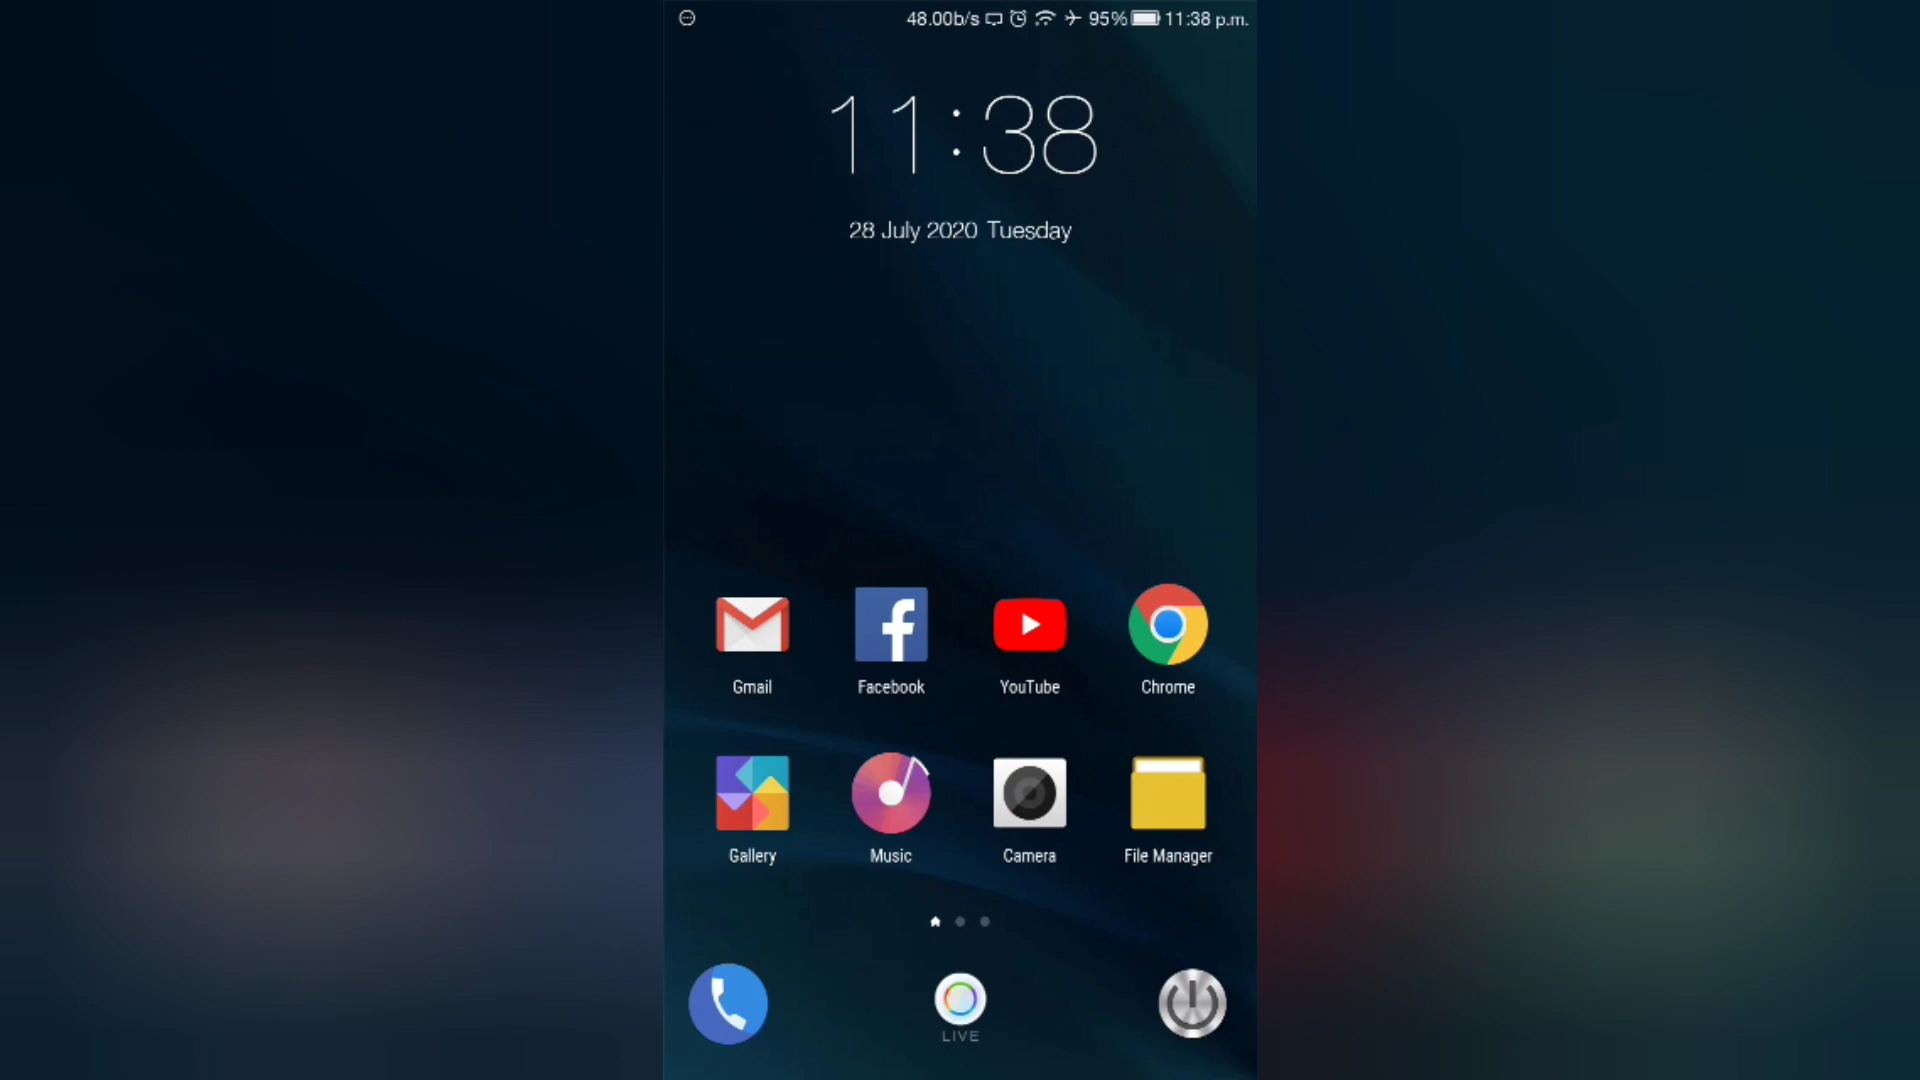 48.00b/s 95% 11:38 p.m.
11:38
28 July 2020 Tuesday
Gmail Facebook YouTube Chrome
Gallery Music Camera File Manager
LIVE